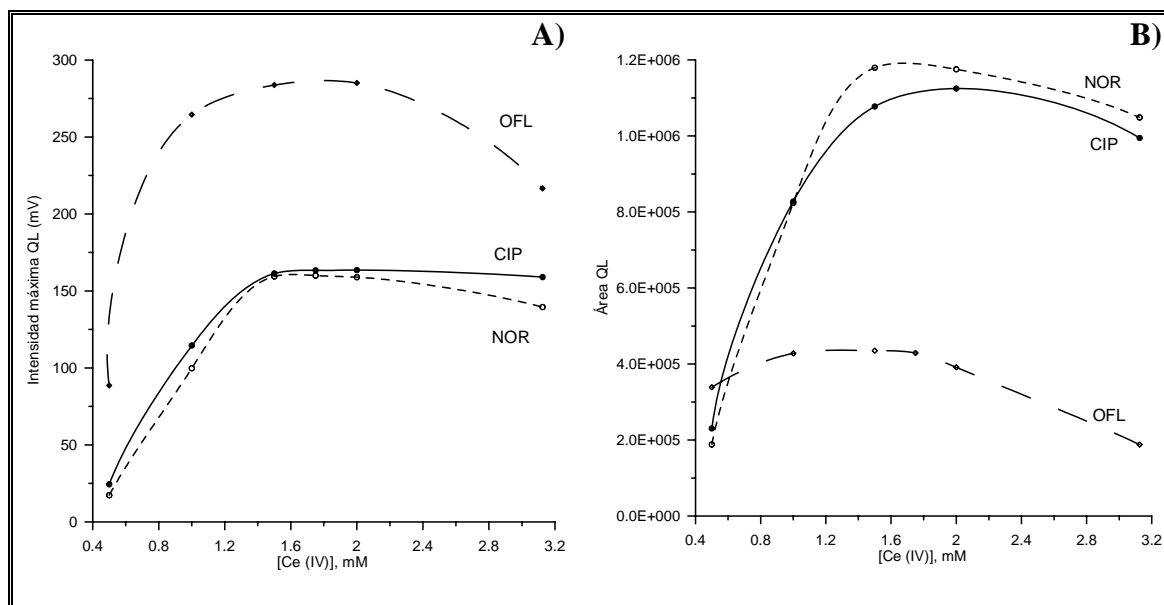 A)
300
250
200
150
100
50
0
Intensidad máxima QL (mV)
OFL
CIP
NOR
0.4 0.8 1.2 1.6 2.0 2.4 2.8 3.2
[Ce (IV)], mM
B)
1.2E+006
1.0E+006
8.0E+005
6.0E+005
4.0E+005
2.0E+005
0.0E+000
Área QL
NOR
CIP
OFL
0.4 0.8 1.2 1.6 2.0 2.4 2.8 3.2
[Ce (IV)], mM